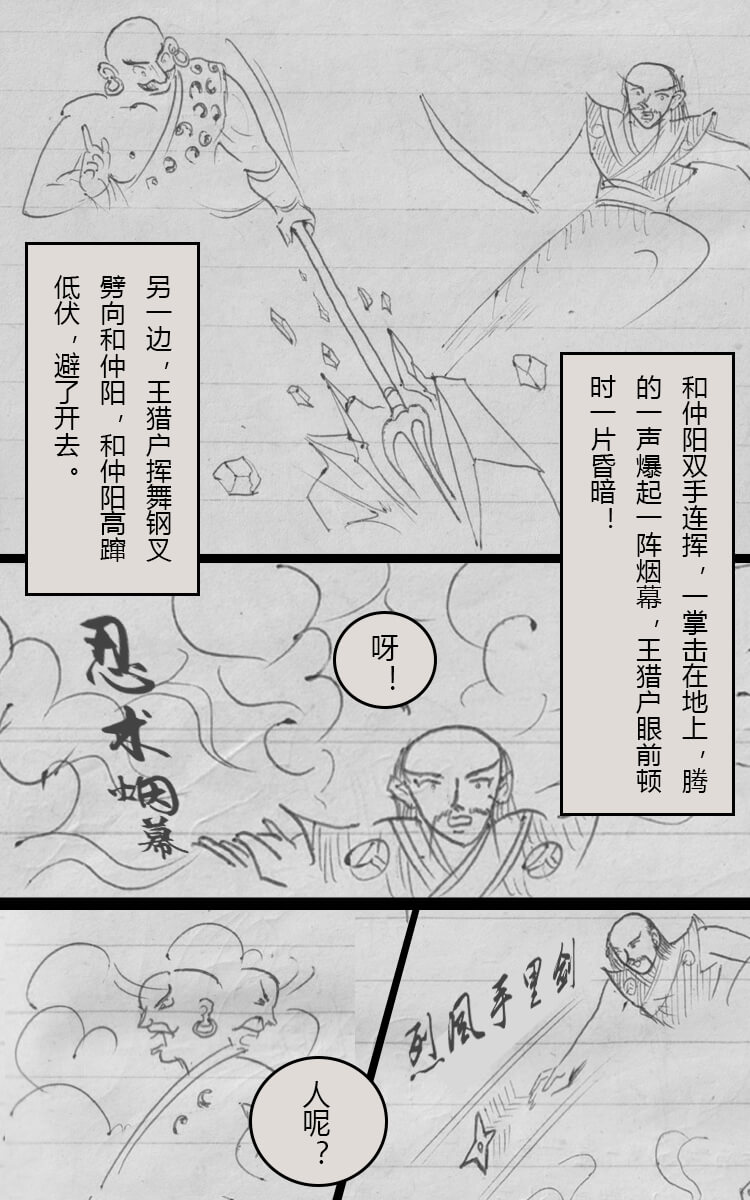 另一边，王猎户挥舞钢叉
劈向和仲阳，和仲阳高蹿
低伏，避了开去。
和仲阳双手连挥，一掌击在地上，腾
的一声爆起一阵烟幕，王猎户眼前顿
时一片昏暗！
呀！
忍术烟幕
人呢？
烈风手里剑